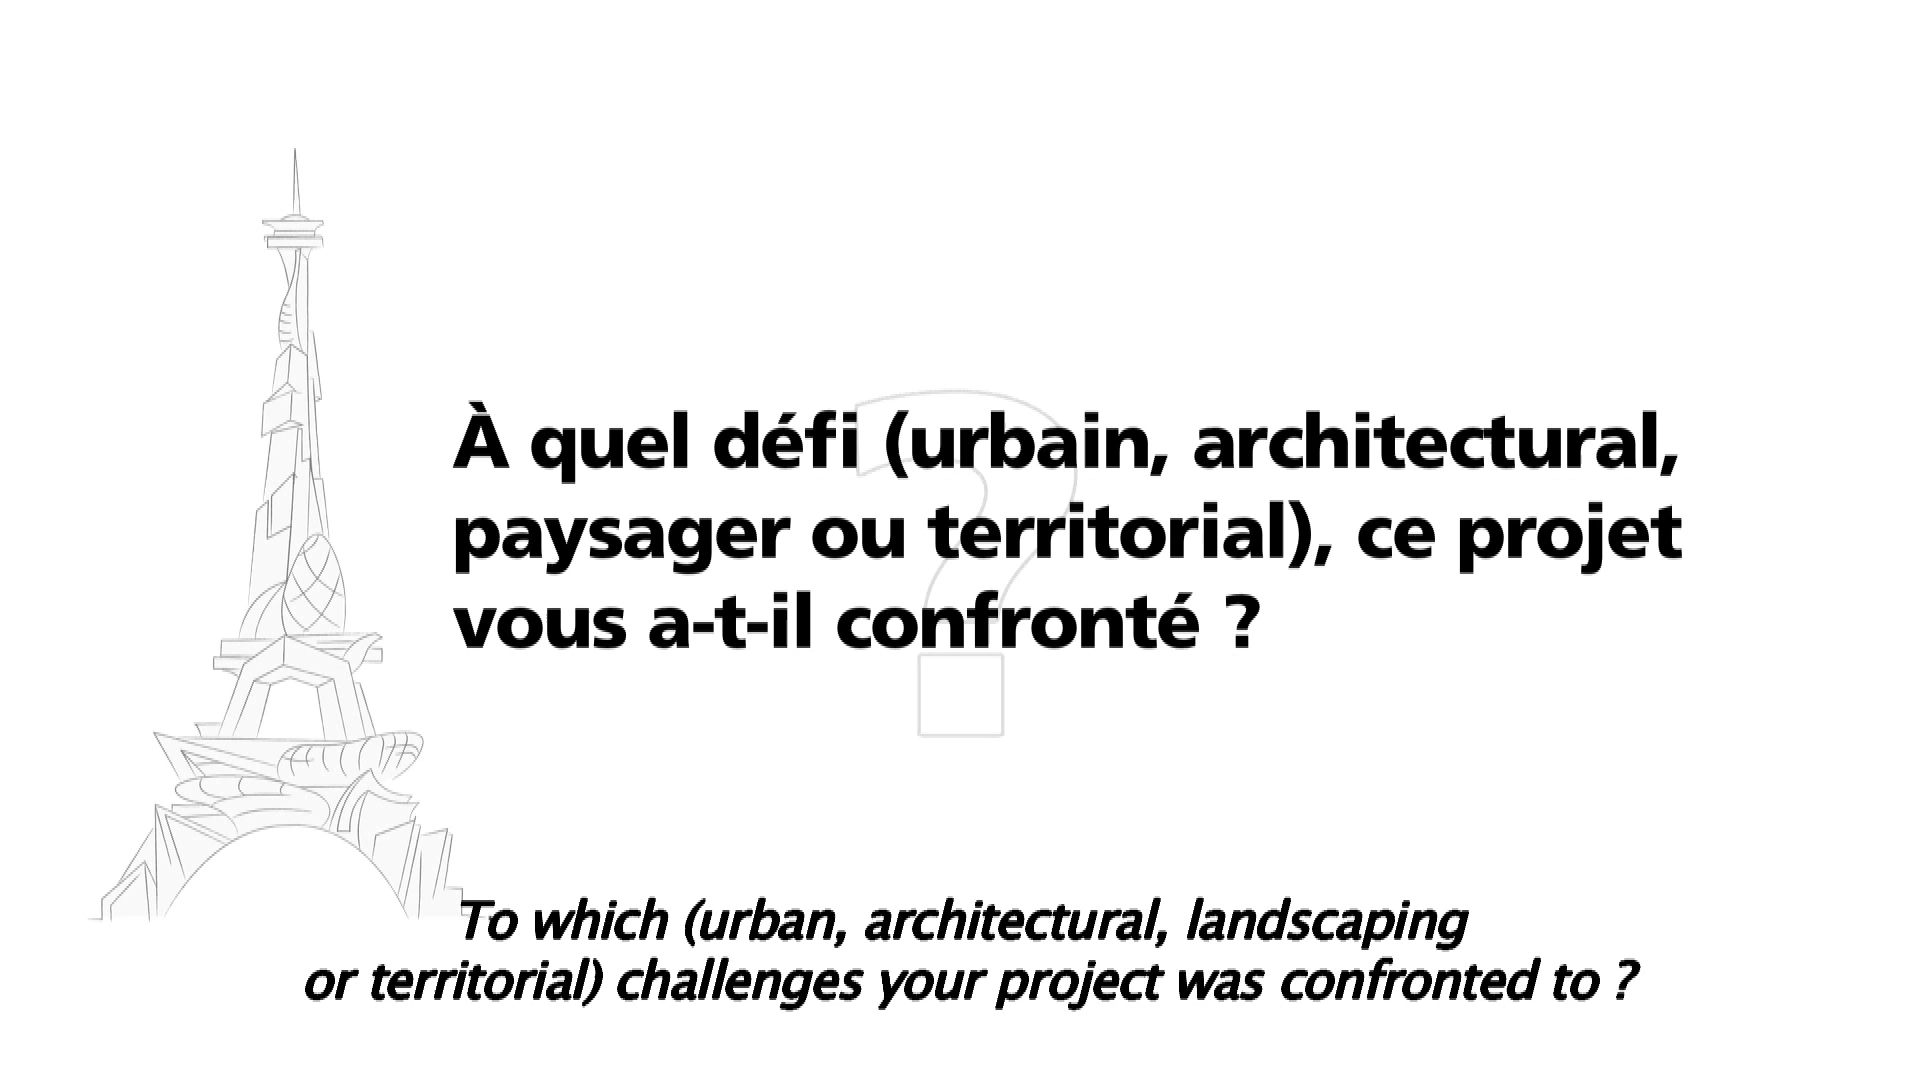 À quel défi (urbain, architectural,
paysager ou territorial), ce projet
vous a-t-il confronté ?
?
To which (urban, architectural, landscaping
or territorial) challenges your project was confronted to ?